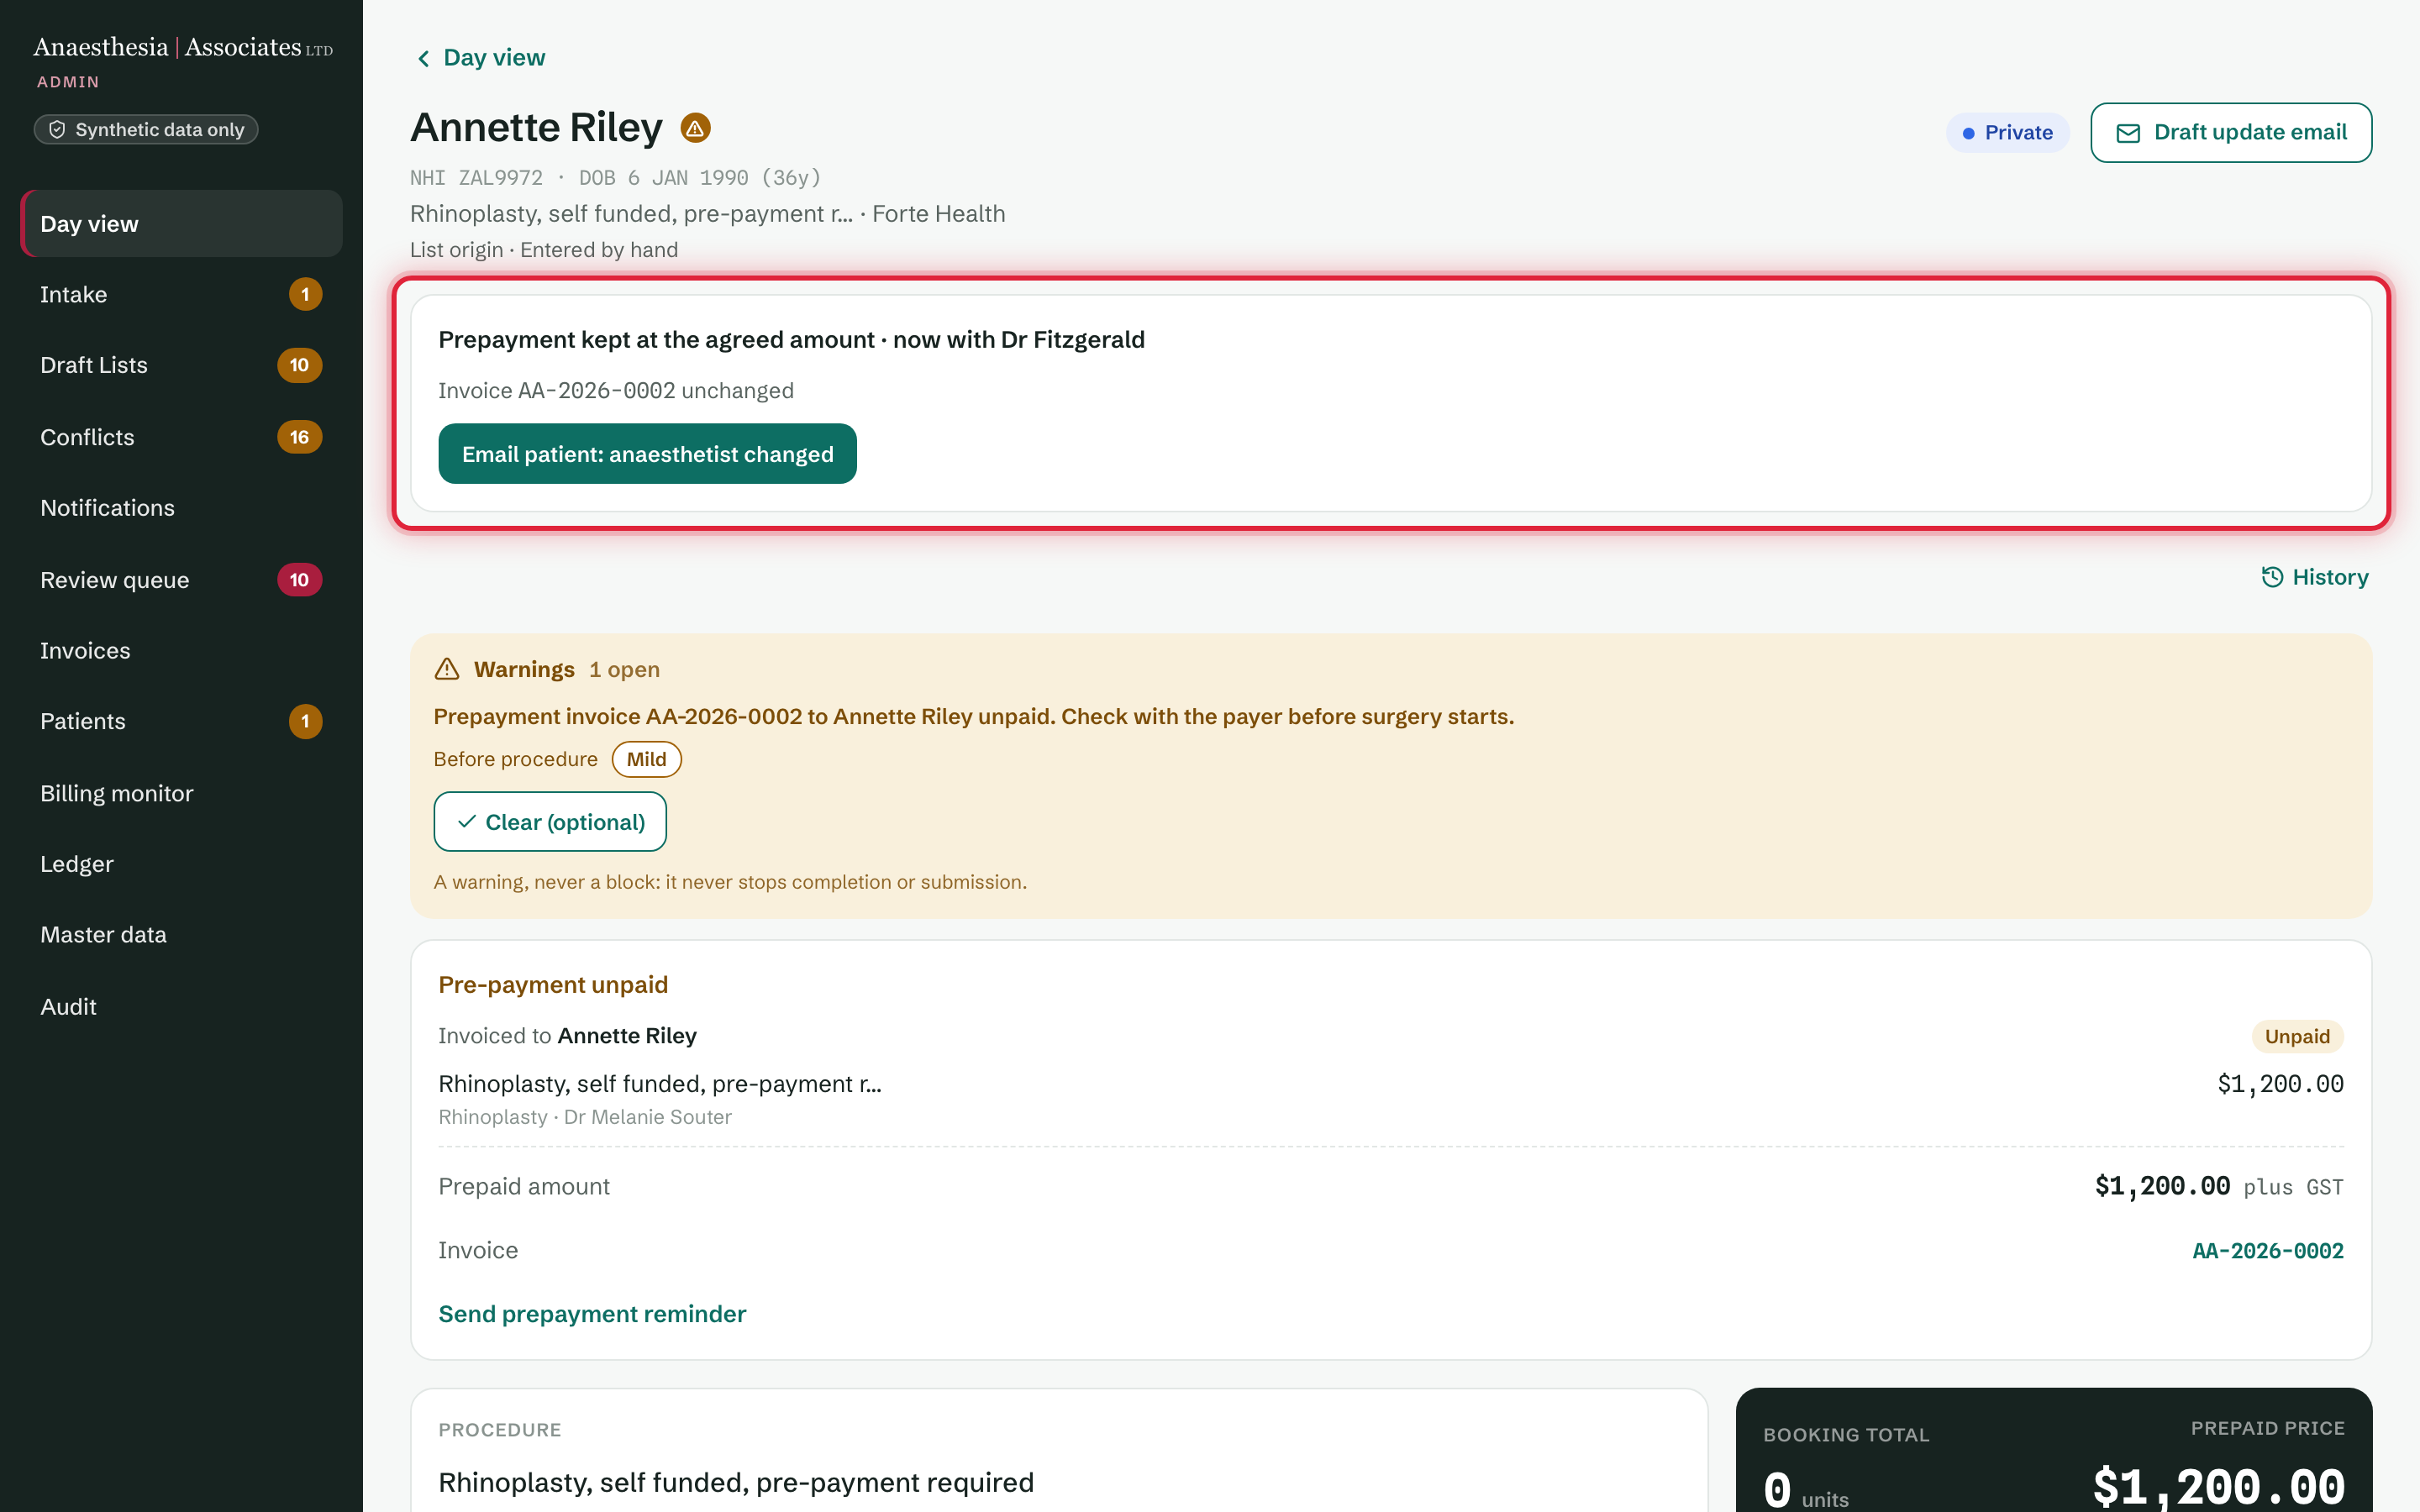 Anaesthesia | Associates LTD
ADMIN
Synthetic data only
Day view
Intake 1
Draft Lists 10
Conflicts 16
Notifications
Review queue 10
Invoices
Patients 1
Billing monitor
Ledger
Master data
Audit
Day view
Annette Riley
Private
Draft update email
NHI ZAL9972 · DOB 6 JAN 1990 (36y)
Rhinoplasty, self funded, pre-payment r... · Forte Health
List origin · Entered by hand
Prepayment kept at the agreed amount · now with Dr Fitzgerald
Invoice AA-2026-0002 unchanged
Email patient: anaesthetist changed
History
Warnings 1 open
Prepayment invoice AA-2026-0002 to Annette Riley unpaid. Check with the payer before surgery starts.
Before procedure Mild
Clear (optional)
A warning, never a block: it never stops completion or submission.
Pre-payment unpaid
Invoiced to Annette Riley Unpaid
Rhinoplasty, self funded, pre-payment r... $1,200.00
Rhinoplasty · Dr Melanie Souter
Prepaid amount $1,200.00 plus GST
Invoice AA-2026-0002
Send prepayment reminder
PROCEDURE
Rhinoplasty, self funded, pre-payment required
BOOKING TOTAL PREPAID PRICE
0 units $1,200.00